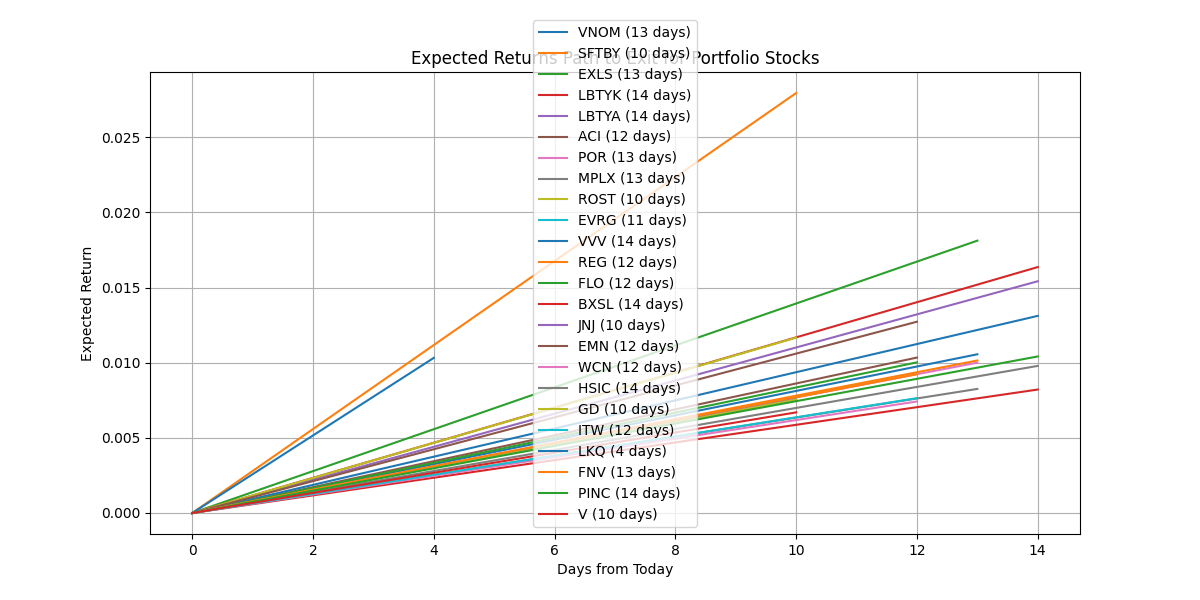 Expected Returns Path to Exit for Portfolio Stocks
VNOM (13 days)
SFTBY (10 days)
EXLS (13 days)
LBTYK (14 days)
LBTYA (14 days)
ACI (12 days)
POR (13 days)
MPLX (13 days)
ROST (10 days)
EVRG (11 days)
VVV (14 days)
REG (12 days)
FLO (12 days)
BXSL (14 days)
JNJ (10 days)
EMN (12 days)
WCN (12 days)
HSIC (14 days)
GD (10 days)
ITW (12 days)
LKQ (4 days)
FNV (13 days)
PINC (14 days)
V (10 days)
Expected Return
0.025
0.020
0.015
0.010
0.005
0.000
0 2 4 6 8 10 12 14
Days from Today